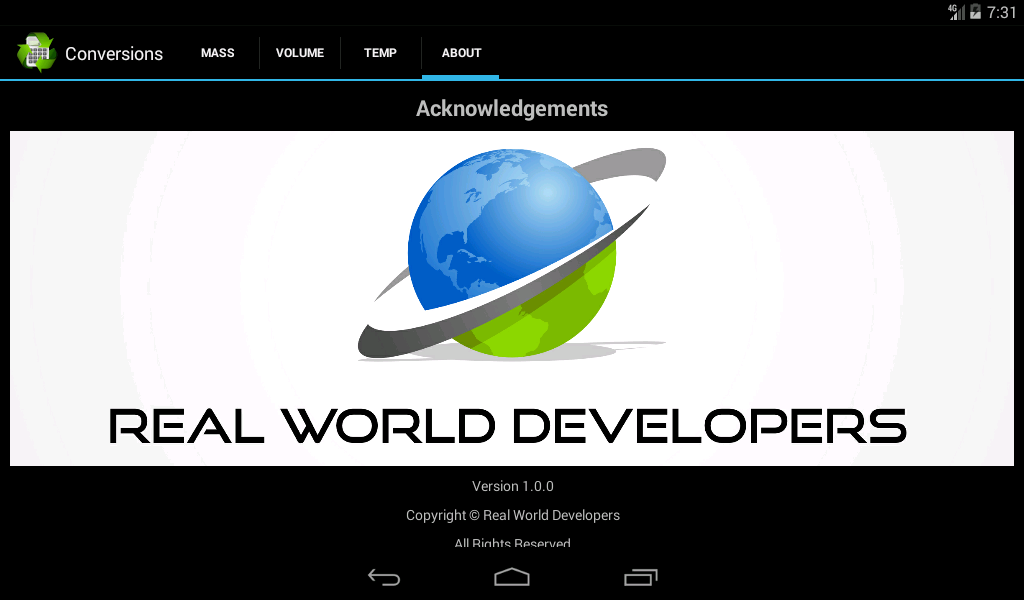 4G 7:31
Conversions MASS VOLUME TEMP ABOUT
Acknowledgements
REAL WORLD DEVELOPERS
Version 1.0.0
Copyright © Real World Developers
All Rights Reserved